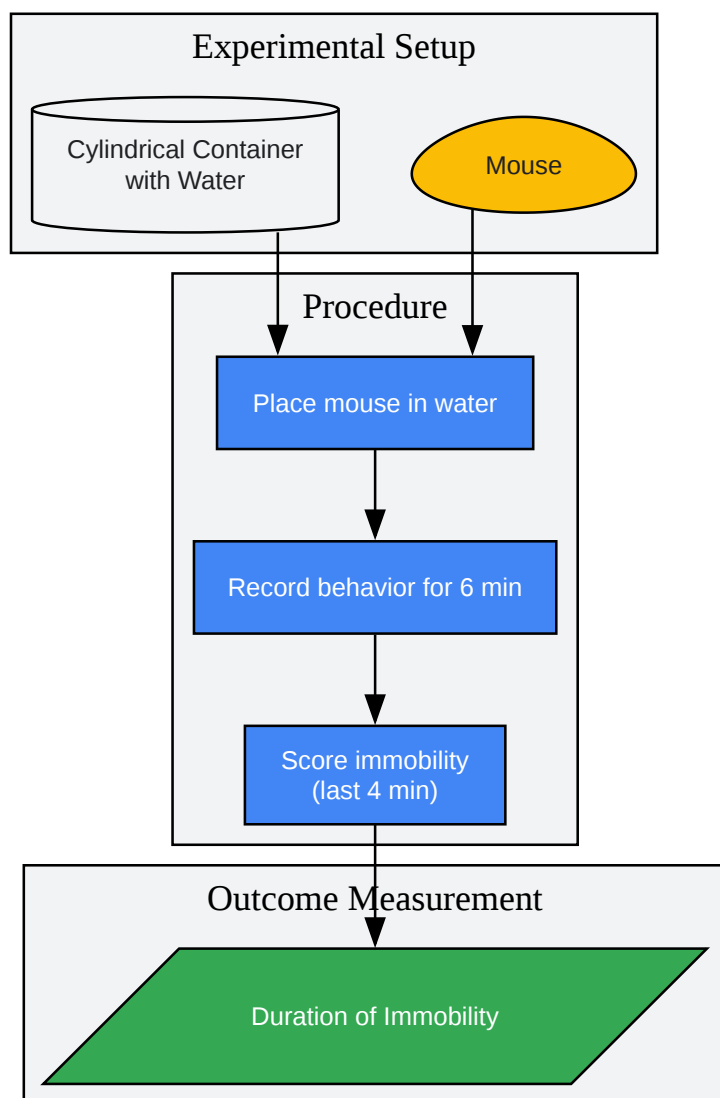 Experimental Setup
Cylindrical Container
with Water
Mouse
Procedure
Place mouse in water
Record behavior for 6 min
Score immobility
(last 4 min)
Outcome Measurement
Duration of Immobility